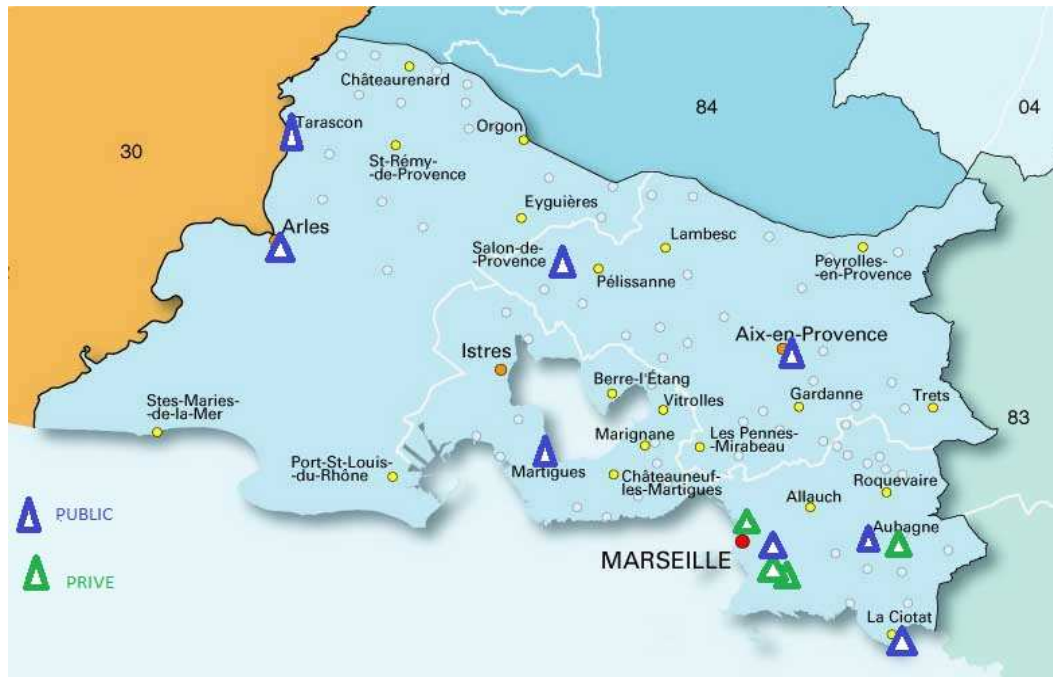 Châteaurenard
84
04
Tarascon
Orgon
30
St-Rémy-
-de-Provence
Eyguières
Arles
Lambesc
Salon-de-
-Provence
Peyrolles-
-en-Provence
Pélissanne
Aix-en-Provence
Istres
Berre-l'Étang
Stes-Maries-
-de-la-Mer
Vitrolles
Gardanne
Trets
83
Marignane
Les Pennes-
-Mirabeau
Port-St-Louis-
-du-Rhône
Martigues
Châteauneuf-
-les-Martigues
Roquevaire
Allauch
PUBLIC
Aubagne
MARSEILLE
PRIVE
La Ciotat